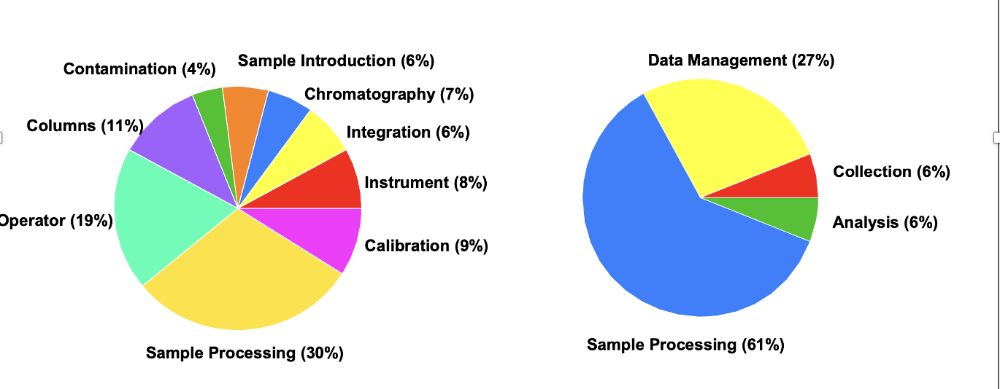 Contamination (4%)
Sample Introduction (6%)
Chromatography (7%)
Columns (11%)
Integration (6%)
Instrument (8%)
Operator (19%)
Calibration (9%)
Sample Processing (30%)
Data Management (27%)
Collection (6%)
Analysis (6%)
Sample Processing (61%)